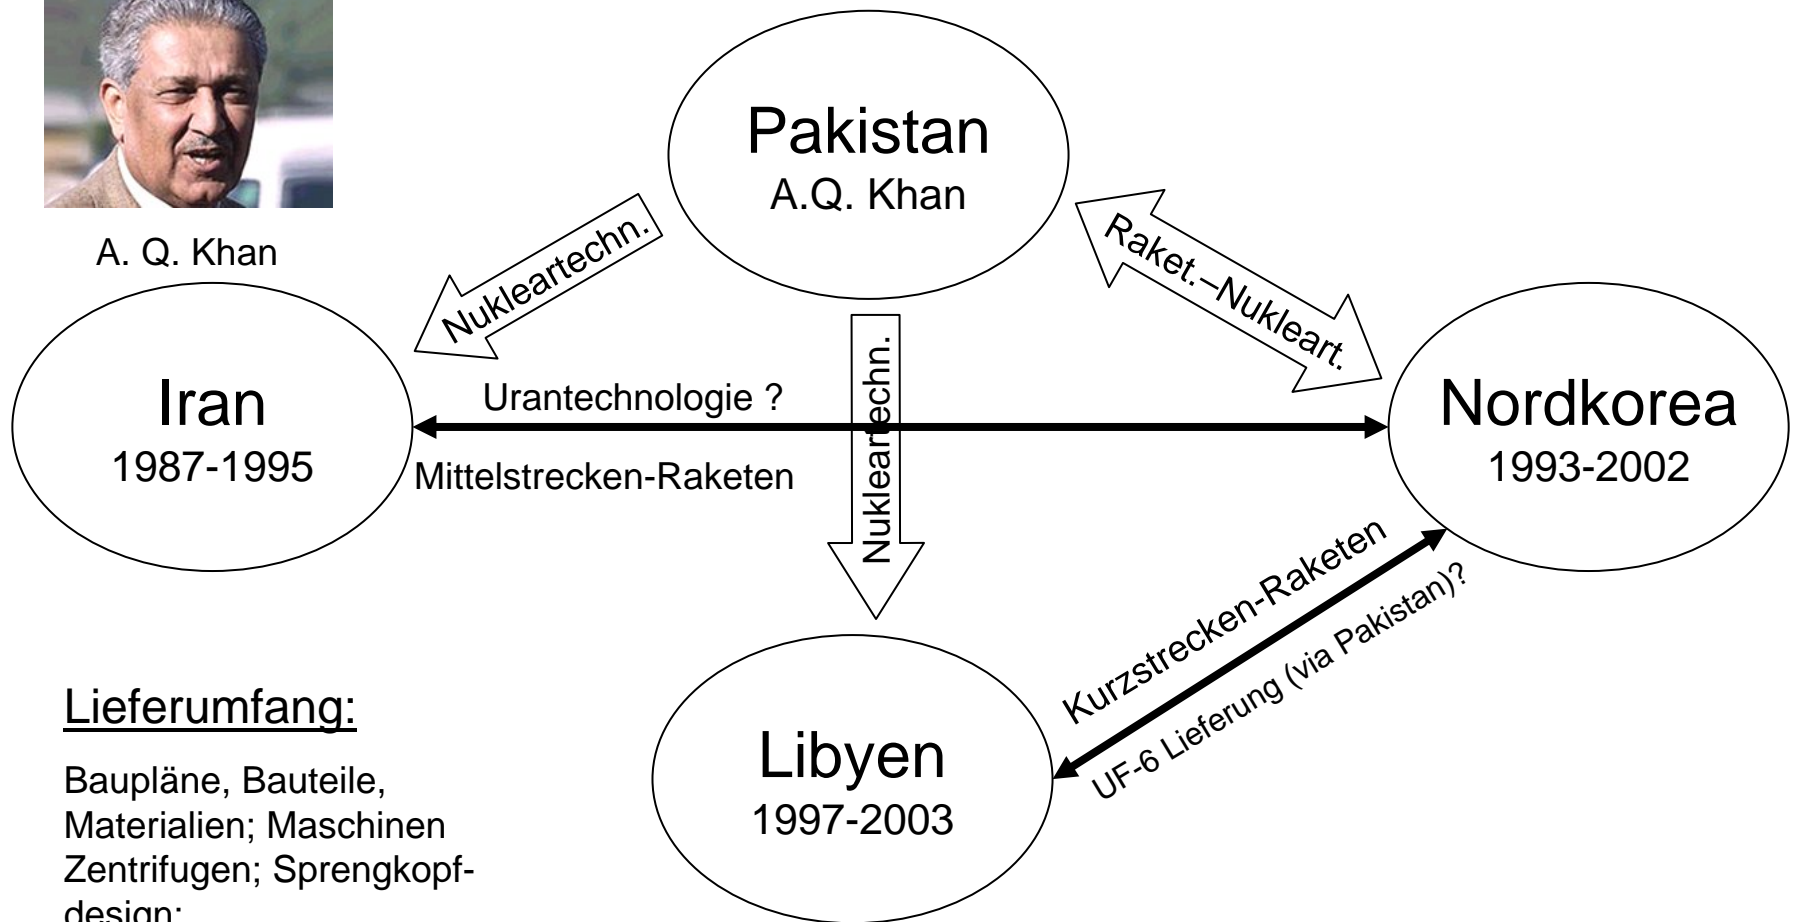 Pakistan
A.Q. Khan
A. Q. Khan
Nukleartechn.
Raket.–Nukleart.
Iran
1987-1995
Urantechnologie ?
Mittelstrecken-Raketen
Nukleartechn.
Nordkorea
1993-2002
Kurzstrecken-Raketen
UF-6 Lieferung (via Pakistan)?
Libyen
1997-2003
Lieferumfang:
Baupläne, Bauteile,
Materialien; Maschinen
Zentrifugen; Sprengkopf-
design;